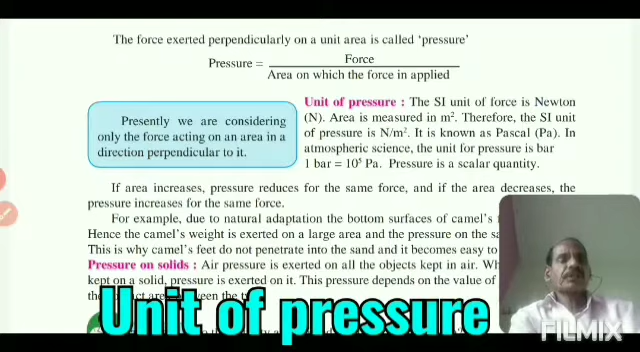 The force exerted perpendicularly on a unit area is called ‘pressure’
Pressure = Force
Area on which the force in applied
Presently we are considering
only the force acting on an area in a
direction perpendicular to it.
Unit of pressure : The SI unit of force is Newton
(N). Area is measured in m². Therefore, the SI unit
of pressure is N/m². It is known as Pascal (Pa). In
atmospheric science, the unit for pressure is bar
1 bar = 10⁵ Pa. Pressure is a scalar quantity.
If area increases, pressure reduces for the same force, and if the area decreases, the
pressure increases for the same force.
For example, due to natural adaptation the bottom surfaces of camel’s
Hence the camel’s weight is exerted on a large area and the pressure on the
This is why camel’s feet do not penetrate into the sand and it becomes easy to
Pressure on solids : Air pressure is exerted on all the objects kept in air.
kept on a solid, pressure is exerted on it. This pressure depends on the value of
Unit of pressure
FILMIX